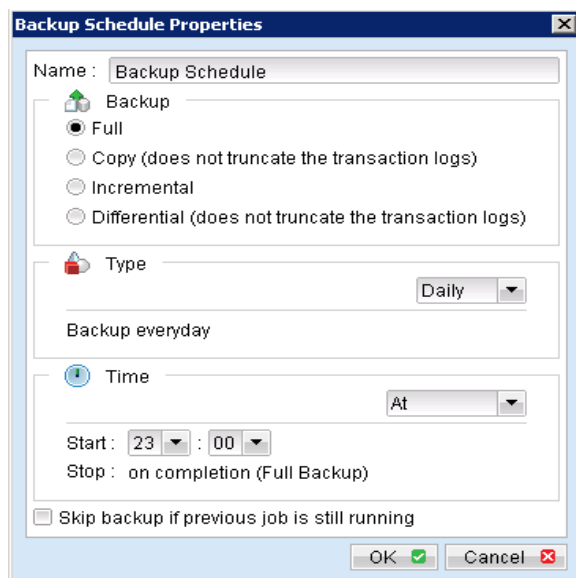 Backup Schedule Properties
Name : Backup Schedule
Backup
Full
Copy (does not truncate the transaction logs)
Incremental
Differential (does not truncate the transaction logs)
Type
Daily
Backup everyday
Time
At
Start : 23 : 00
Stop : on completion (Full Backup)
Skip backup if previous job is still running
OK Cancel